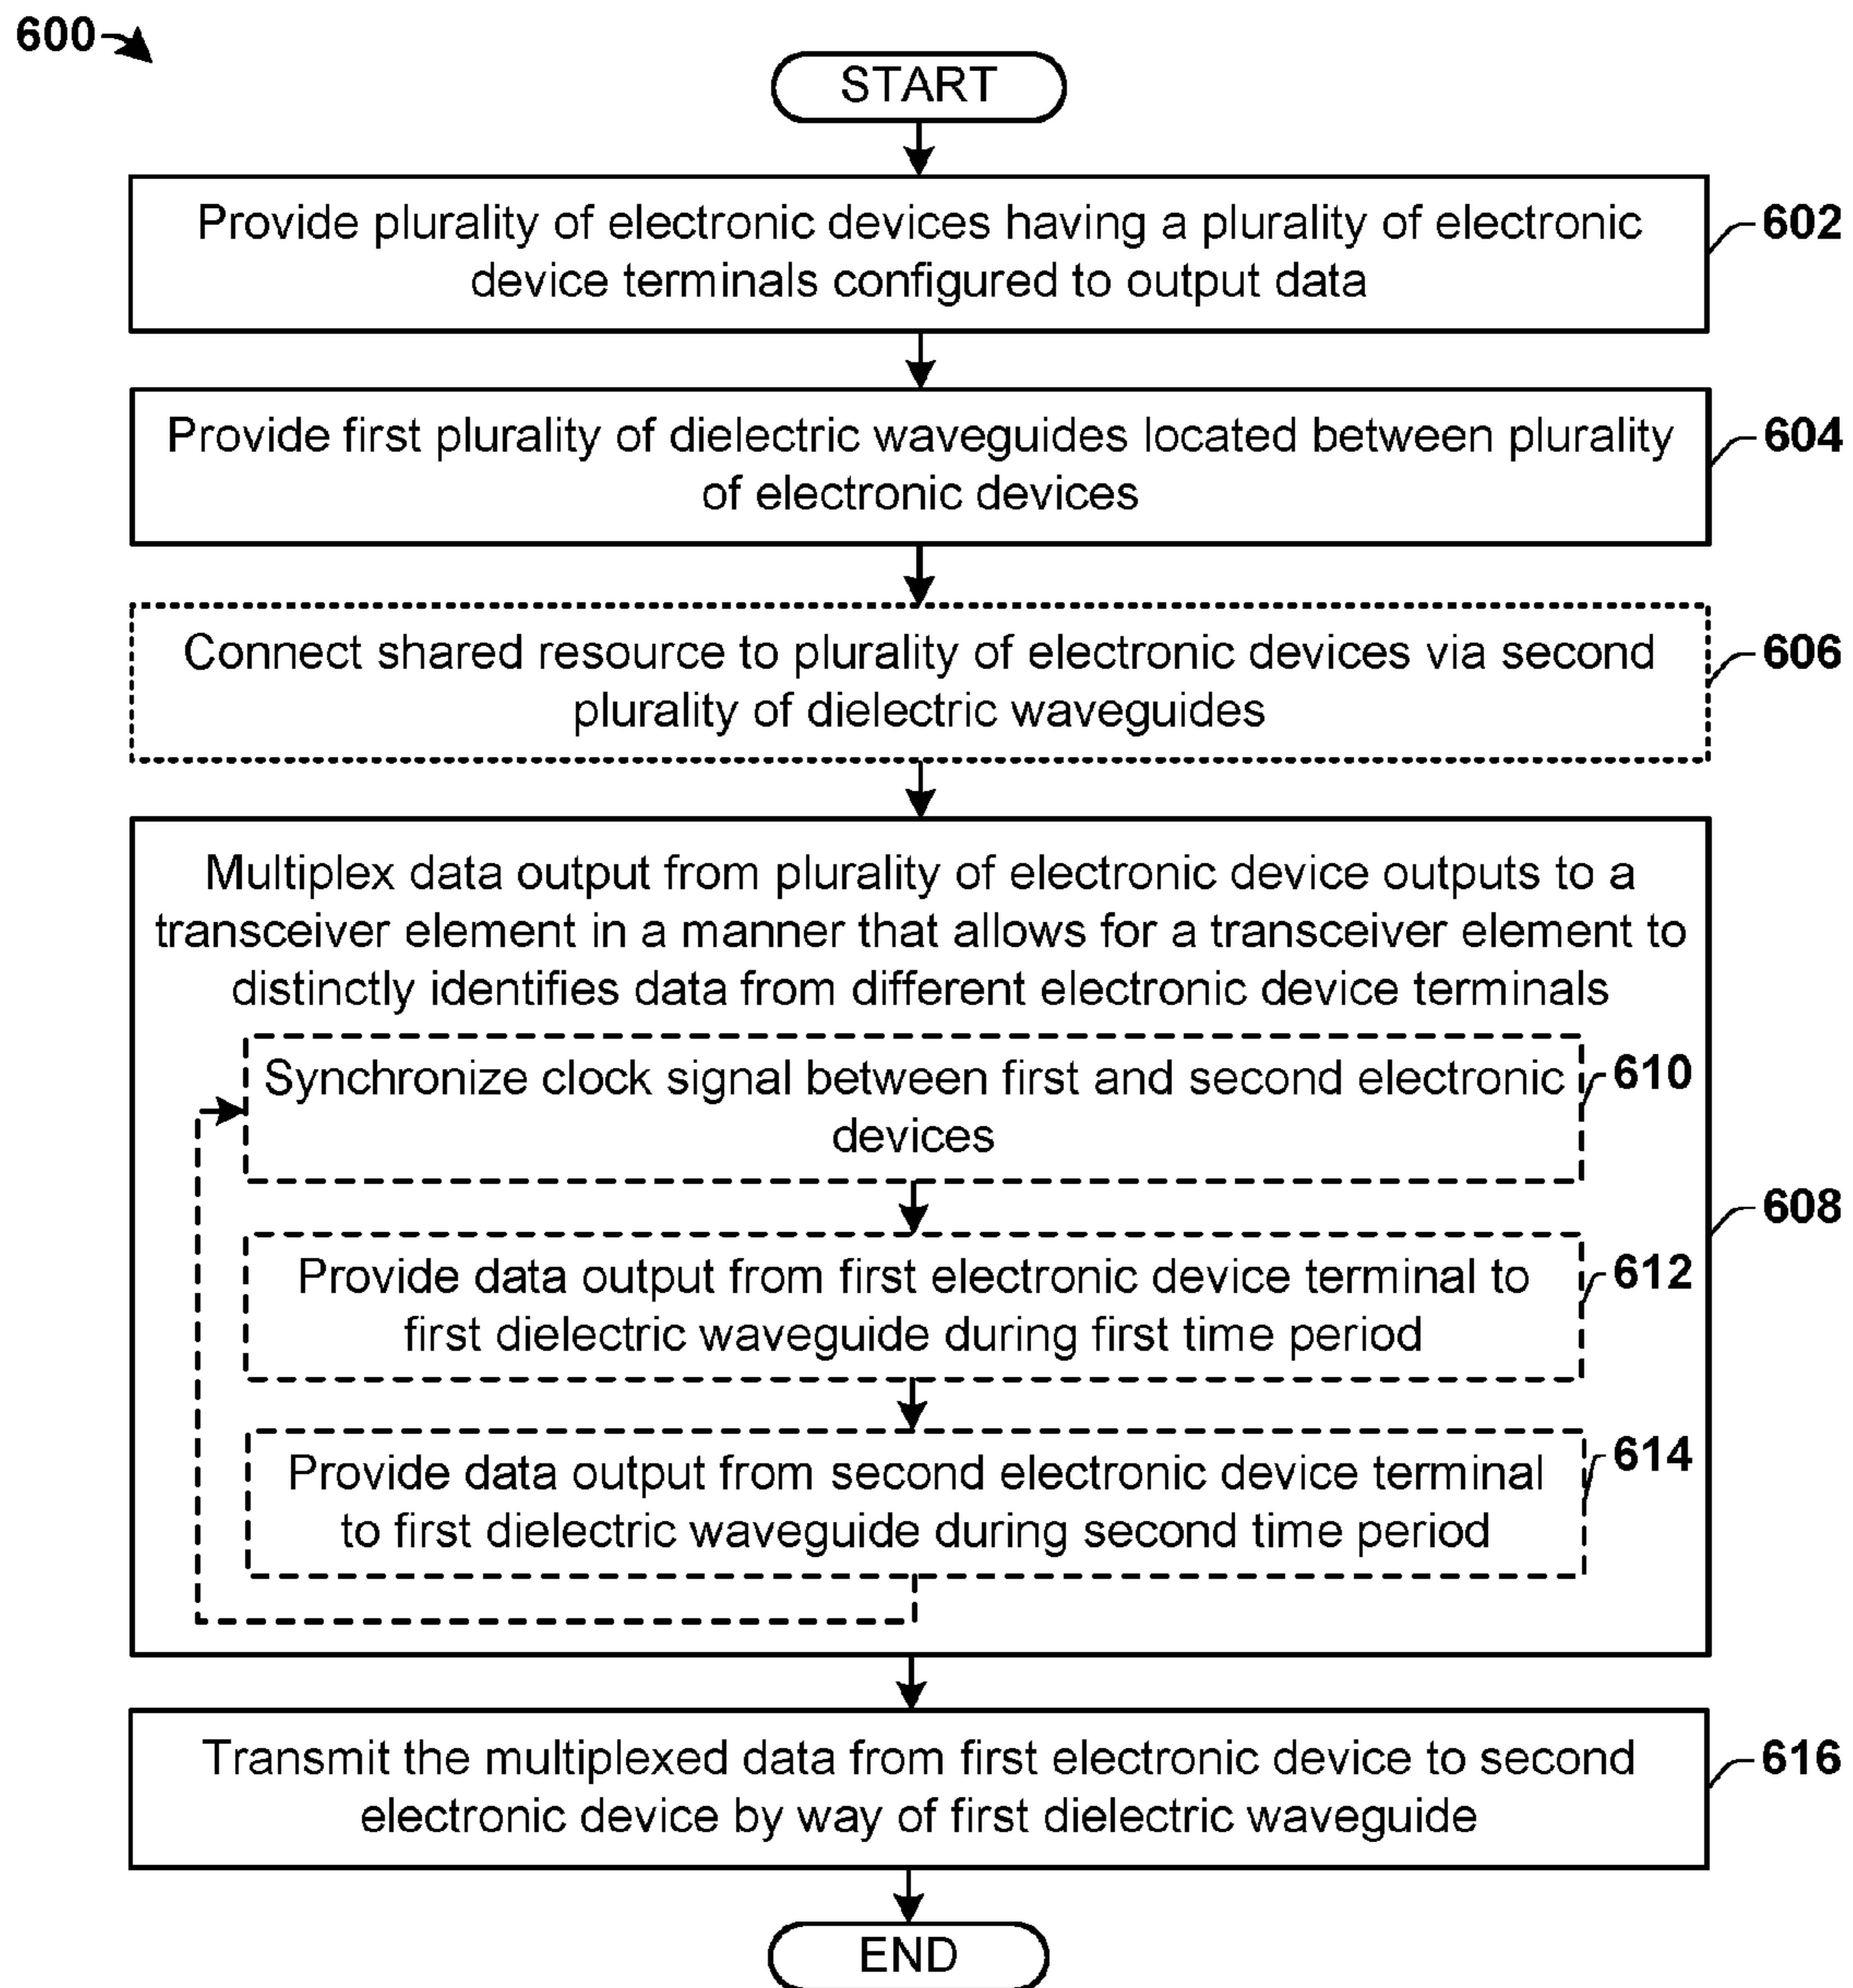 600
START
Provide plurality of electronic devices having a plurality of electronic
device terminals configured to output data
602
Provide first plurality of dielectric waveguides located between plurality
of electronic devices
604
Connect shared resource to plurality of electronic devices via second
plurality of dielectric waveguides
606
Multiplex data output from plurality of electronic device outputs to a
transceiver element in a manner that allows for a transceiver element to
distinctly identifies data from different electronic device terminals
608
Synchronize clock signal between first and second electronic
devices
610
Provide data output from first electronic device terminal to
first dielectric waveguide during first time period
612
Provide data output from second electronic device terminal
to first dielectric waveguide during second time period
614
Transmit the multiplexed data from first electronic device to second
electronic device by way of first dielectric waveguide
616
END